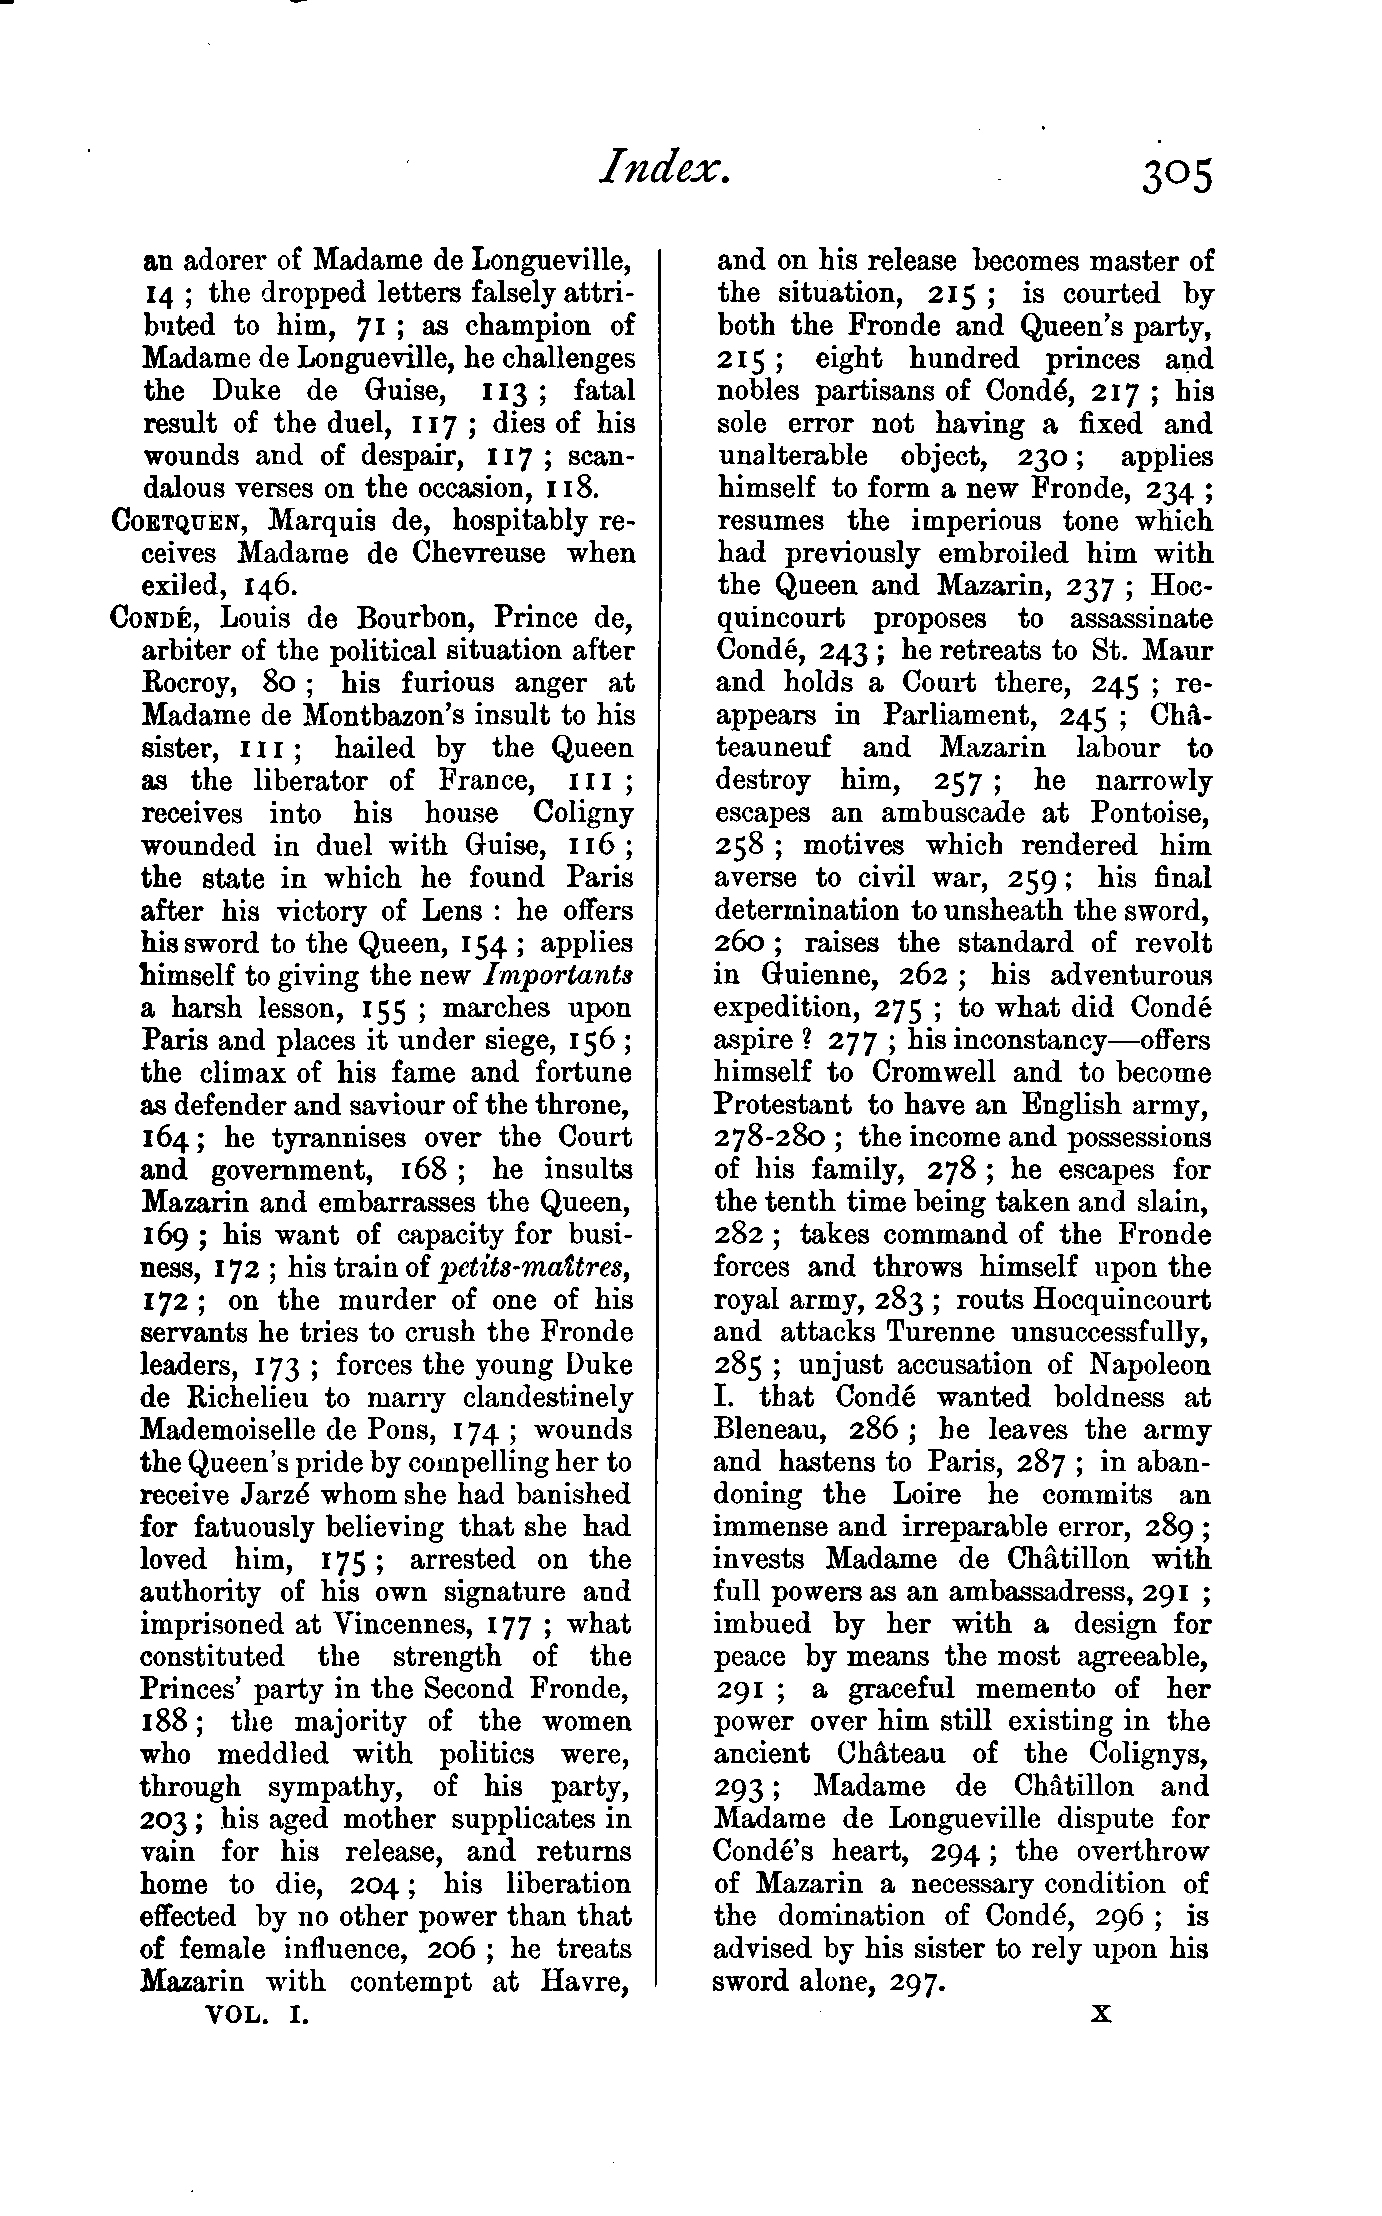 Index.
305
an adorer of Madame de Longueville,
14 ; the dropped letters falsely attri-
buted to him, 71 ; as champion of
Madame de Longueville, he challenges
the Duke de Guise, 113 ; fatal
result of the duel, 117 ; dies of his
wounds and of despair, 117 ; scan-
dalous verses on the occasion, 118.
COETQUEN, Marquis de, hospitably re-
ceives Madame de Chevreuse when
exiled, 146.
CONDÉ, Louis de Bourbon, Prince de,
arbiter of the political situation after
Rocroy, 80 ; his furious anger at
Madame de Montbazon's insult to his
sister, 111 ; hailed by the Queen
as the liberator of France, 111 ;
receives into his house Coligny
wounded in duel with Guise, 116 ;
the state in which he found Paris
after his victory of Lens : he offers
his sword to the Queen, 154 ; applies
himself to giving the new Importants
a harsh lesson, 155 ; marches upon
Paris and places it under siege, 156 ;
the climax of his fame and fortune
as defender and saviour of the throne,
164 ; he tyrannises over the Court
and government, 168 ; he insults
Mazarin and embarrasses the Queen,
169 ; his want of capacity for busi-
ness, 172 ; his train of petits-maîtres,
172 ; on the murder of one of his
servants he tries to crush the Fronde
leaders, 173 ; forces the young Duke
de Richelieu to marry clandestinely
Mademoiselle de Pons, 174 ; wounds
the Queen's pride by compelling her to
receive Jarzé whom she had banished
for fatuously believing that she had
loved him, 175 ; arrested on the
authority of his own signature and
imprisoned at Vincennes, 177 ; what
constituted the strength of the
Princes' party in the Second Fronde,
188 ; the majority of the women
who meddled with politics were,
through sympathy, of his party,
203 ; his aged mother supplicates in
vain for his release, and returns
home to die, 204 ; his liberation
effected by no other power than that
of female influence, 206 ; he treats
Mazarin with contempt at Havre,
and on his release becomes master of
the situation, 215 ; is courted by
both the Fronde and Queen's party,
215 ; eight hundred princes and
nobles partisans of Condé, 217 ; his
sole error not having a fixed and
unalterable object, 230 ; applies
himself to form a new Fronde, 234 ;
resumes the imperious tone which
had previously embroiled him with
the Queen and Mazarin, 237 ; Hoc-
quincourt proposes to assassinate
Condé, 243 ; he retreats to St. Maur
and holds a Court there, 245 ; re-
appears in Parliament, 245 ; Châ-
teauneuf and Mazarin labour to
destroy him, 257 ; he narrowly
escapes an ambuscade at Pontoise,
258 ; motives which rendered him
averse to civil war, 259 ; his final
determination to unsheath the sword,
260 ; raises the standard of revolt
in Guienne, 262 ; his adventurous
expedition, 275 ; to what did Condé
aspire ? 277 ; his inconstancy—offers
himself to Cromwell and to become
Protestant to have an English army,
278-280 ; the income and possessions
of his family, 278 ; he escapes for
the tenth time being taken and slain,
282 ; takes command of the Fronde
forces and throws himself upon the
royal army, 283 ; routs Hocquincourt
and attacks Turenne unsuccessfully,
285 ; unjust accusation of Napoleon
I. that Condé wanted boldness at
Bleneau, 286 ; he leaves the army
and hastens to Paris, 287 ; in aban-
doning the Loire he commits an
immense and irreparable error, 289 ;
invests Madame de Châtillon with
full powers as an ambassadress, 291 ;
imbued by her with a design for
peace by means the most agreeable,
291 ; a graceful memento of her
power over him still existing in the
ancient Château of the Colignys,
293 ; Madame de Châtillon and
Madame de Longueville dispute for
Condé's heart, 294 ; the overthrow
of Mazarin a necessary condition of
the domination of Condé, 296 ; is
advised by his sister to rely upon his
sword alone, 297.
VOL. I.
X